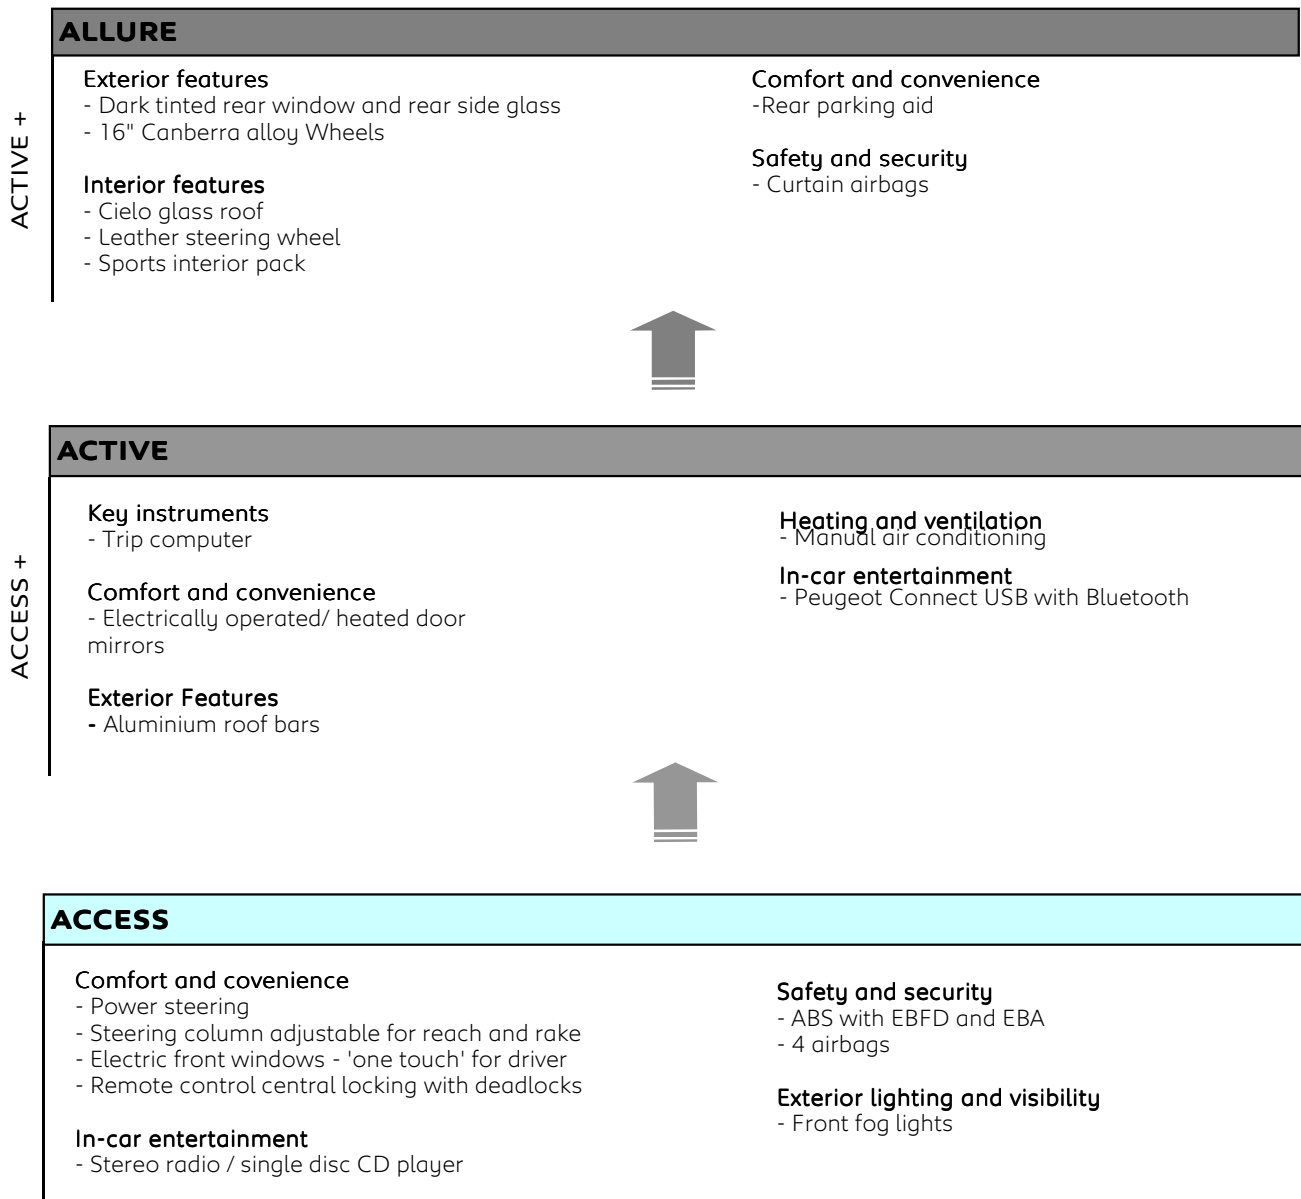 ALLURE
ACTIVE +
Exterior features
- Dark tinted rear window and rear side glass
- 16" Canberra alloy Wheels
Interior features
- Cielo glass roof
- Leather steering wheel
- Sports interior pack
Comfort and convenience
-Rear parking aid
Safety and security
- Curtain airbags
ACTIVE
ACCESS +
Key instruments
- Trip computer
Comfort and convenience
- Electrically operated/ heated door
mirrors
Exterior Features
- Aluminium roof bars
Heating and ventilation
- Manual air conditioning
In-car entertainment
- Peugeot Connect USB with Bluetooth
ACCESS
Comfort and covenience
- Power steering
- Steering column adjustable for reach and rake
- Electric front windows - 'one touch' for driver
- Remote control central locking with deadlocks
In-car entertainment
- Stereo radio / single disc CD player
Safety and security
- ABS with EBFD and EBA
- 4 airbags
Exterior lighting and visibility
- Front fog lights